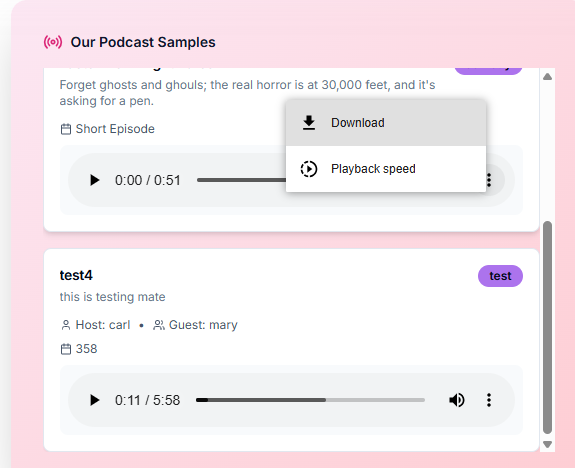 Our Podcast Samples
Forget ghosts and ghouls; the real horror is at 30,000 feet, and it's
asking for a pen.
Short Episode
Download
0:00 / 0:51
Playback speed
test4
test
this is testing mate
Host: carl • Guest: mary
358
0:11 / 5:58